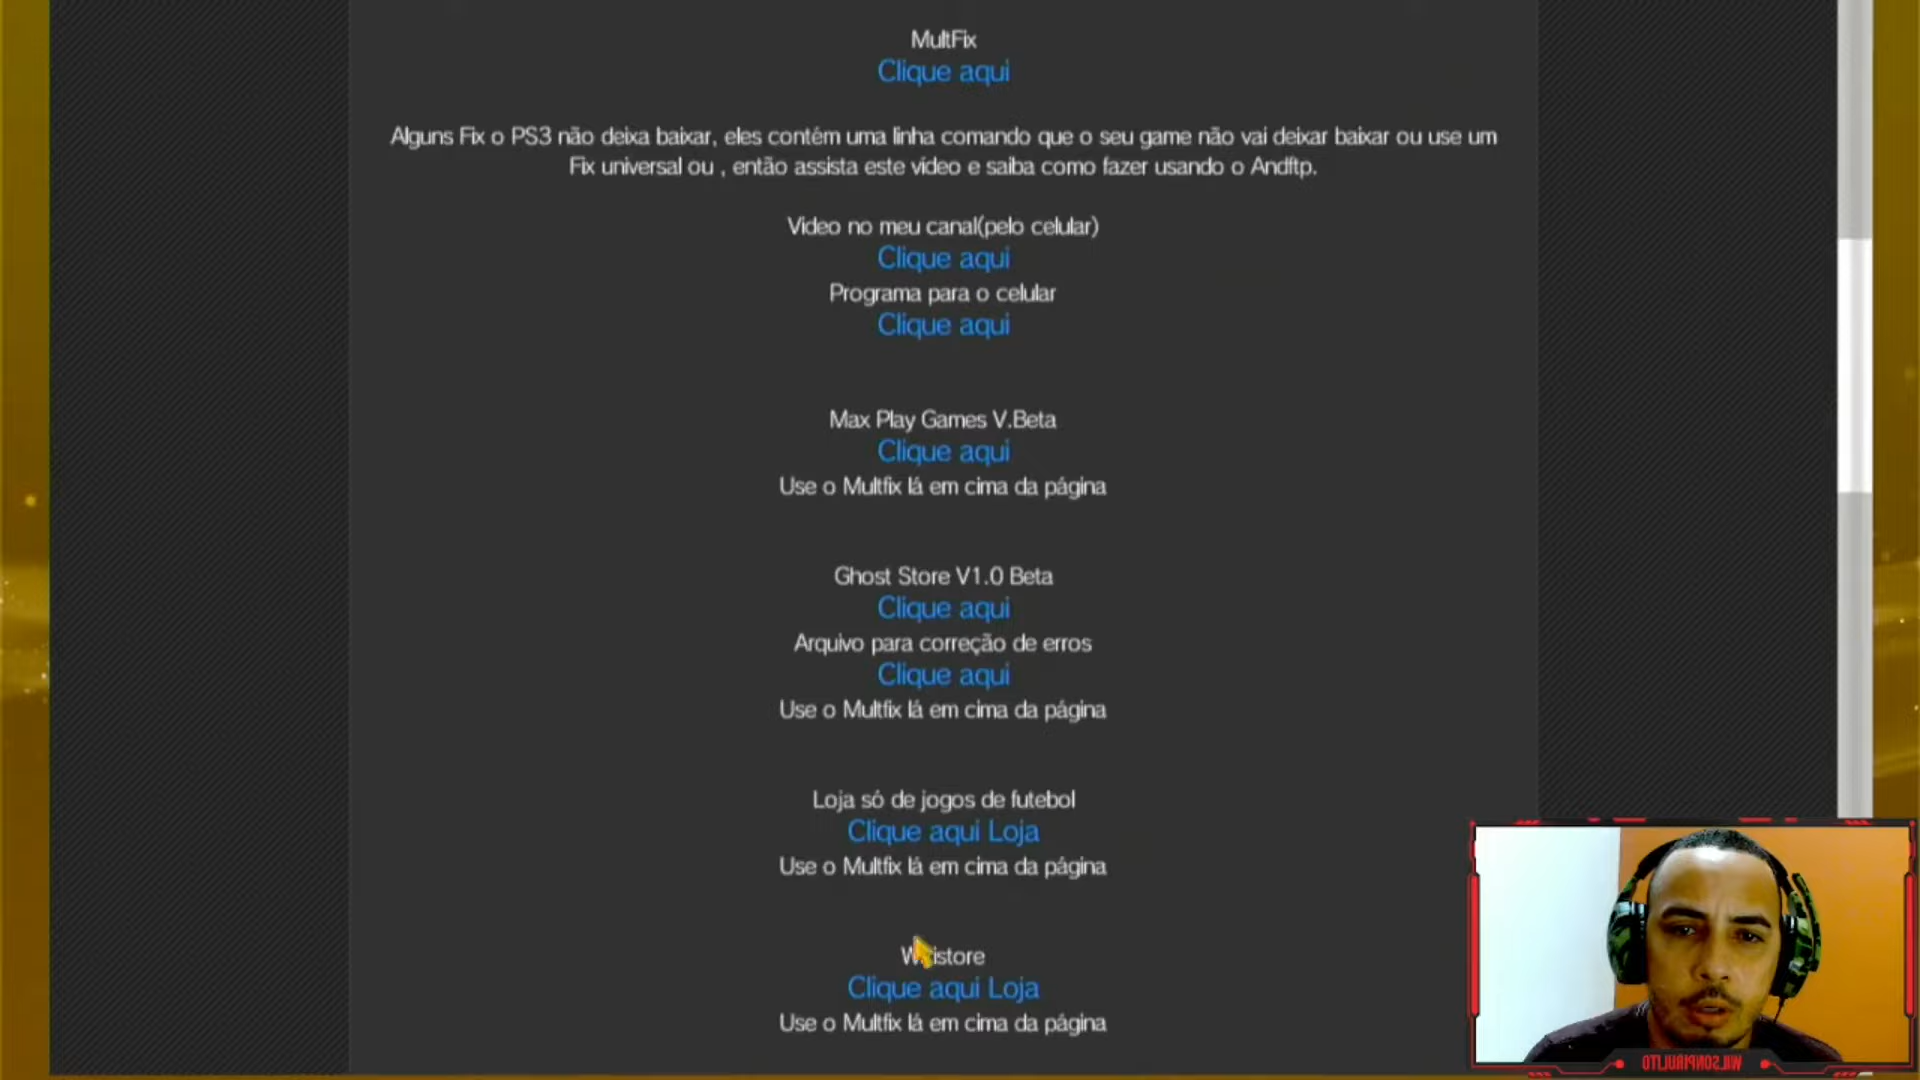 MultFix
Clique aqui
Alguns Fix o PS3 não deixa baixar, eles contém uma linha comando que o seu game não vai deixar baixar ou use um
Fix universal ou , então assista este video e saiba como fazer usando o Andftp.
Video no meu canal(pelo celular)
Clique aqui
Programa para o celular
Clique aqui
Max Play Games V.Beta
Clique aqui
Use o Multfix lá em cima da página
Ghost Store V1.0 Beta
Clique aqui
Arquivo para correção de erros
Clique aqui
Use o Multfix lá em cima da página
Loja só de jogos de futebol
Clique aqui Loja
Use o Multfix lá em cima da página
Clique aqui Loja
Use o Multfix lá em cima da página
WILSONPIRULITO